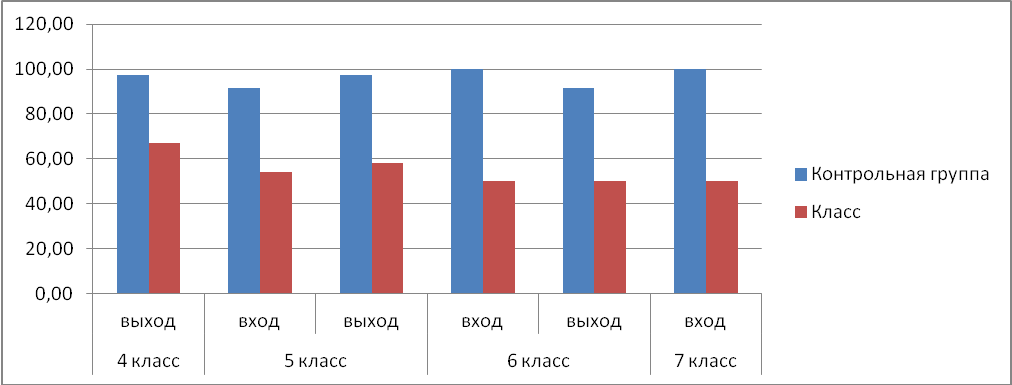 120,00
100,00
80,00
60,00
40,00
20,00
0,00
выход
вход
выход
вход
выход
вход
4 класс
5 класс
6 класс
7 класс
Контрольная группа
Класс